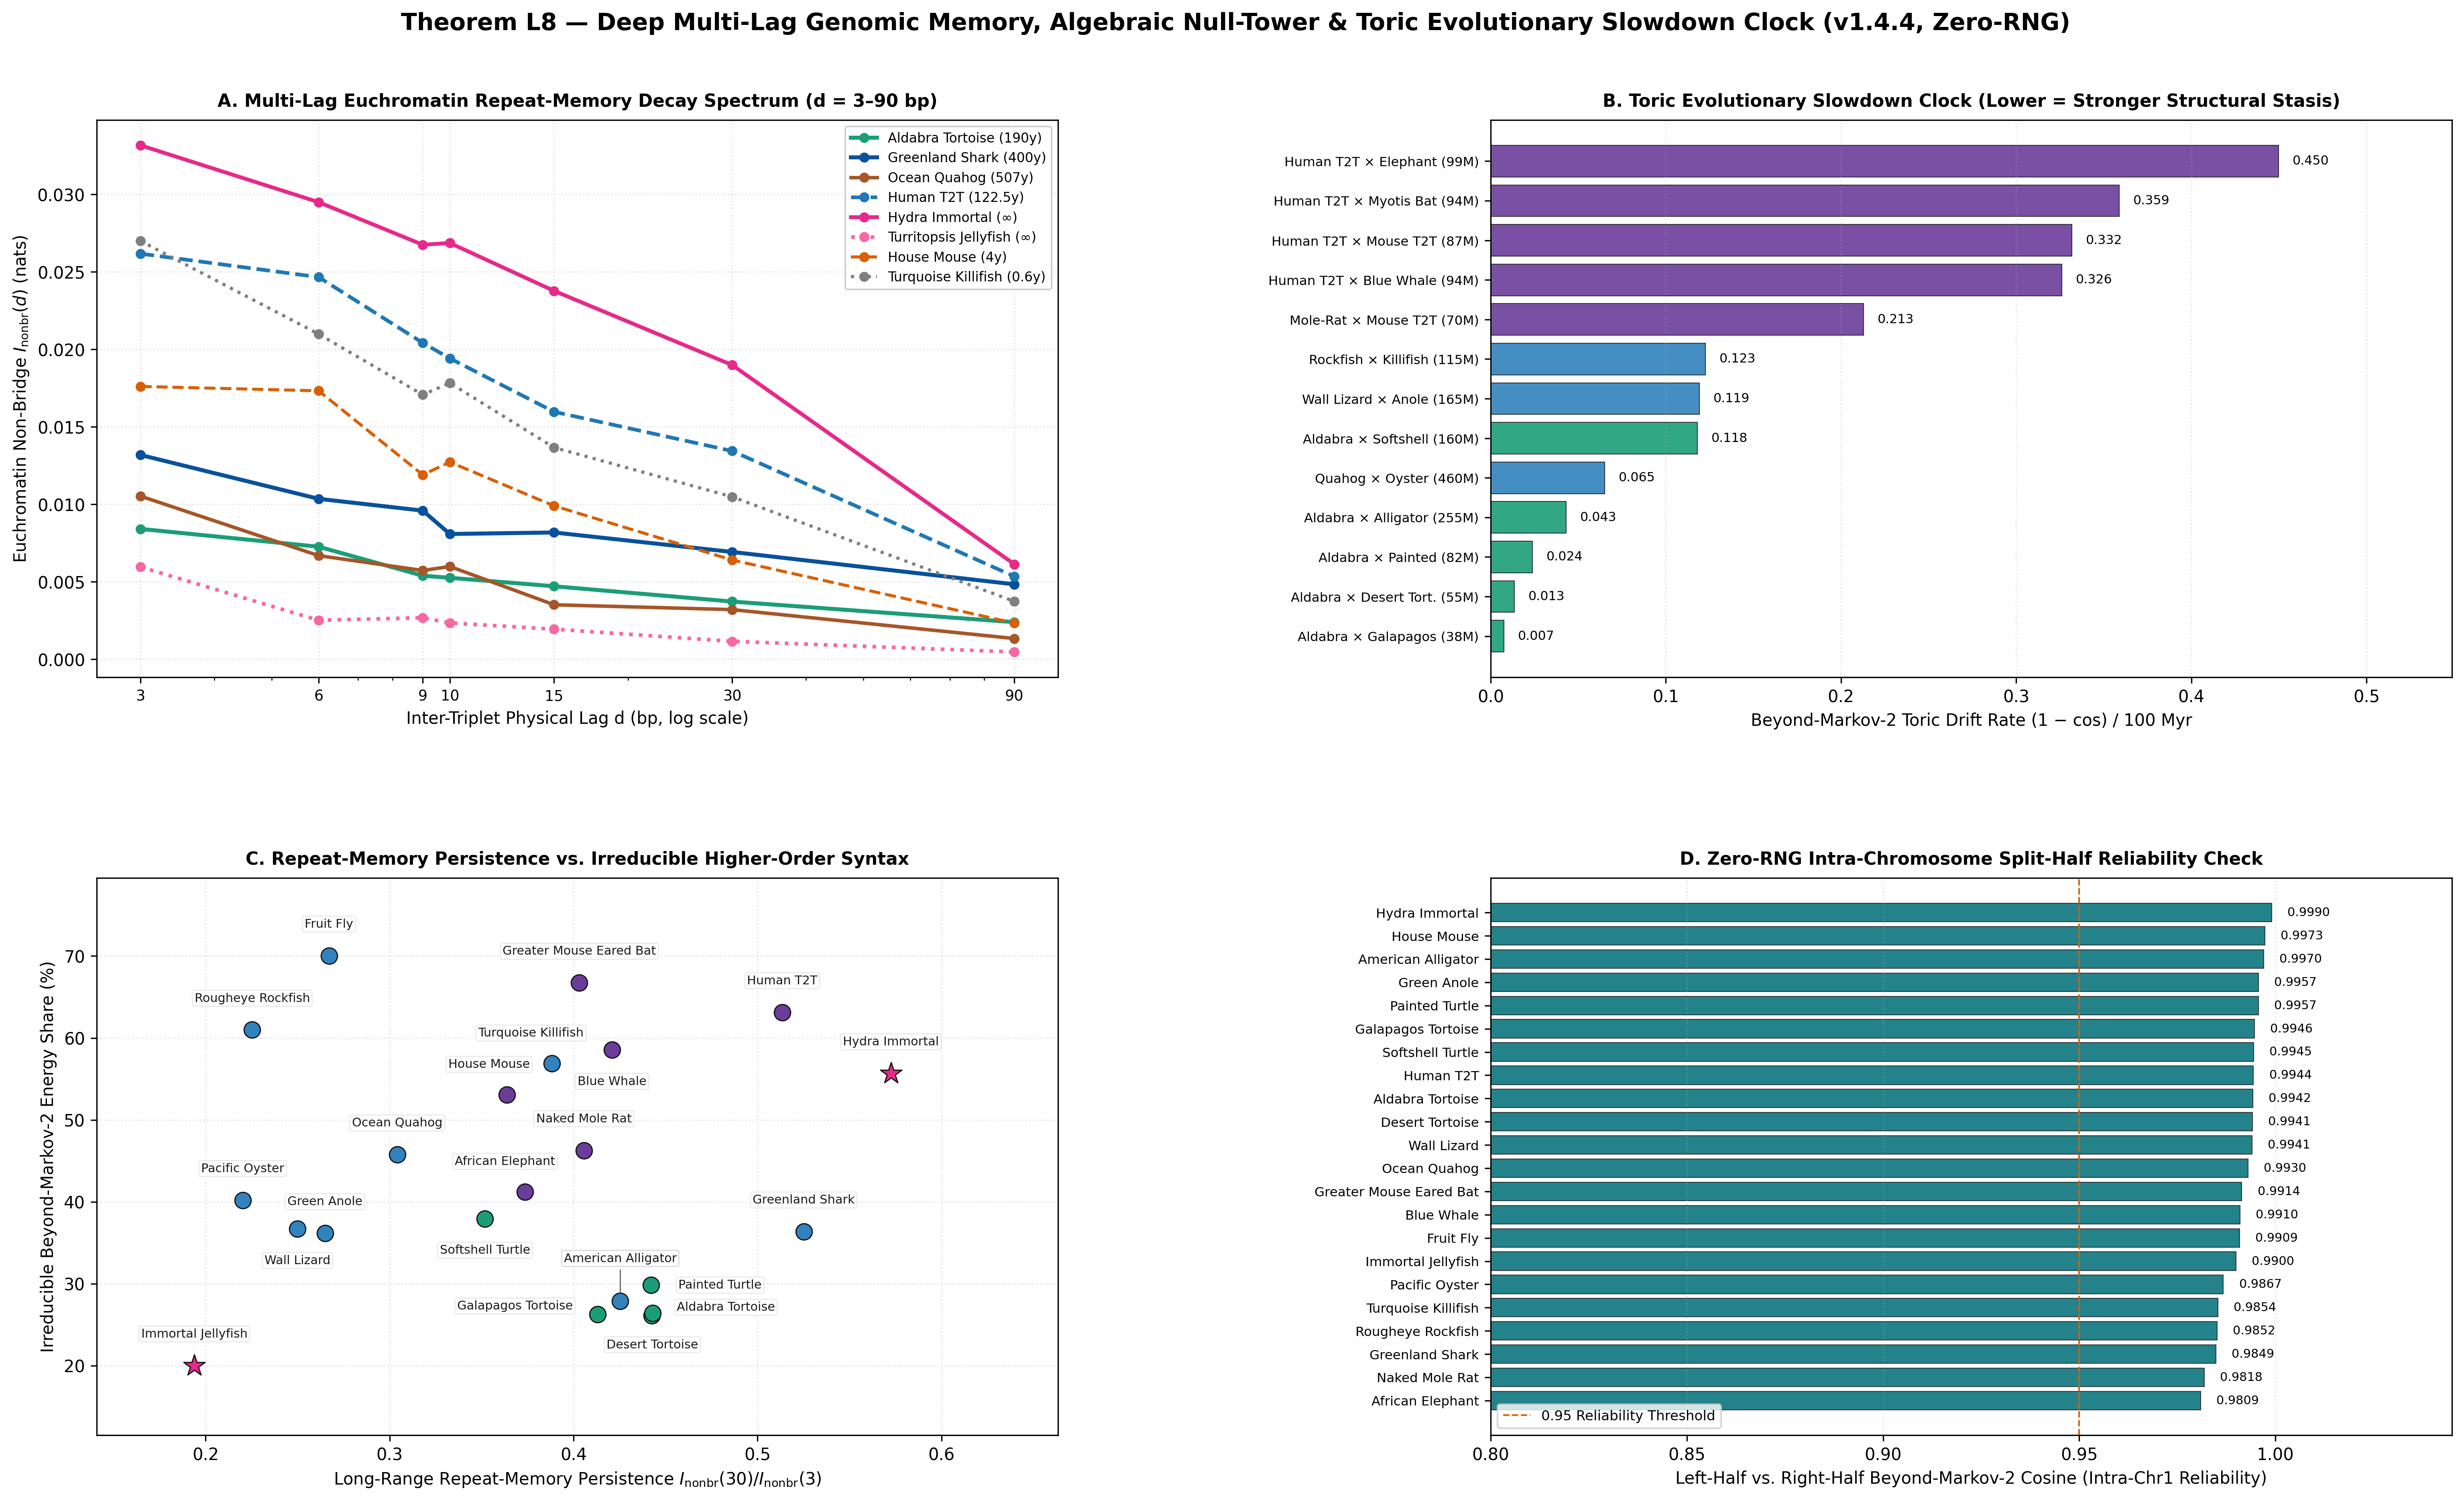 Theorem L8 — Deep Multi-Lag Genomic Memory, Algebraic Null-Tower & Toric Evolutionary Slowdown Clock (v1.4.4, Zero-RNG)
A. Multi-Lag Euchromatin Repeat-Memory Decay Spectrum (d = 3–90 bp)
Euchromatin Non-Bridge I_nonbr(d) (nats)
0.030
0.025
0.020
0.015
0.010
0.005
0.000
Aldabra Tortoise (190y)
Greenland Shark (400y)
Ocean Quahog (507y)
Human T2T (122.5y)
Hydra Immortal (∞)
Turritopsis Jellyfish (∞)
House Mouse (4y)
Turquoise Killifish (0.6y)
3 6 9 10 15 30 90
Inter-Triplet Physical Lag d (bp, log scale)
B. Toric Evolutionary Slowdown Clock (Lower = Stronger Structural Stasis)
Human T2T × Elephant (99M) 0.450
Human T2T × Myotis Bat (94M) 0.359
Human T2T × Mouse T2T (87M) 0.332
Human T2T × Blue Whale (94M) 0.326
Mole-Rat × Mouse T2T (70M) 0.213
Rockfish × Killifish (115M) 0.123
Wall Lizard × Anole (165M) 0.119
Aldabra × Softshell (160M) 0.118
Quahog × Oyster (460M) 0.065
Aldabra × Alligator (255M) 0.043
Aldabra × Painted (82M) 0.024
Aldabra × Desert Tort. (55M) 0.013
Aldabra × Galapagos (38M) 0.007
0.0 0.1 0.2 0.3 0.4 0.5
Beyond-Markov-2 Toric Drift Rate (1 − cos) / 100 Myr
C. Repeat-Memory Persistence vs. Irreducible Higher-Order Syntax
Irreducible Beyond-Markov-2 Energy Share (%)
70
60
50
40
30
20
Fruit Fly
Greater Mouse Eared Bat
Human T2T
Rougheye Rockfish
Turquoise Killifish
Hydra Immortal
House Mouse
Blue Whale
Naked Mole Rat
Ocean Quahog
African Elephant
Pacific Oyster
Green Anole
Greenland Shark
Wall Lizard
Softshell Turtle
American Alligator
Painted Turtle
Galapagos Tortoise
Aldabra Tortoise
Desert Tortoise
Immortal Jellyfish
0.2 0.3 0.4 0.5 0.6
Long-Range Repeat-Memory Persistence I_nonbr(30)/I_nonbr(3)
D. Zero-RNG Intra-Chromosome Split-Half Reliability Check
Hydra Immortal 0.9990
House Mouse 0.9973
American Alligator 0.9970
Green Anole 0.9957
Painted Turtle 0.9957
Galapagos Tortoise 0.9946
Softshell Turtle 0.9945
Human T2T 0.9944
Aldabra Tortoise 0.9942
Desert Tortoise 0.9941
Wall Lizard 0.9941
Ocean Quahog 0.9930
Greater Mouse Eared Bat 0.9914
Blue Whale 0.9910
Fruit Fly 0.9909
Immortal Jellyfish 0.9900
Pacific Oyster 0.9867
Turquoise Killifish 0.9854
Rougheye Rockfish 0.9852
Greenland Shark 0.9849
Naked Mole Rat 0.9818
African Elephant 0.9809
0.95 Reliability Threshold
0.80 0.85 0.90 0.95 1.00
Left-Half vs. Right-Half Beyond-Markov-2 Cosine (Intra-Chr1 Reliability)